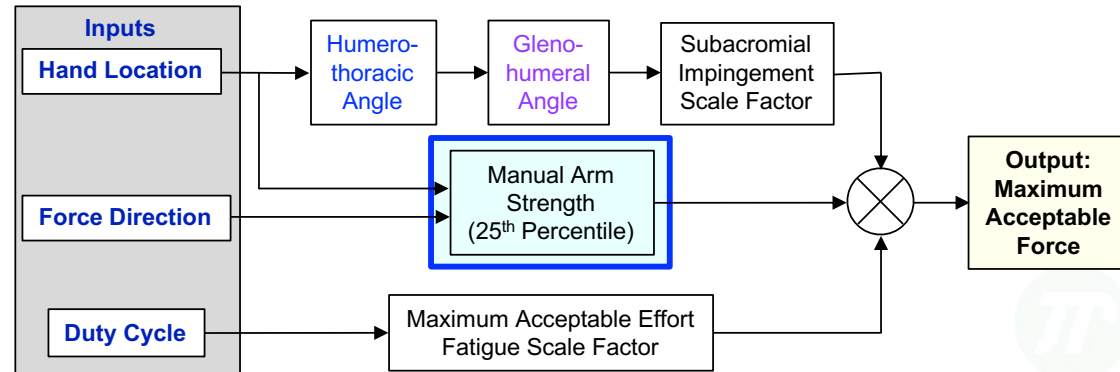 Inputs
Hand Location
Humero-
thoracic
Angle
Gleno-
humeral
Angle
Subacromial
Impingement
Scale Factor
Force Direction
Manual Arm
Strength
(25th Percentile)
Output:
Maximum
Acceptable
Force
Duty Cycle
Maximum Acceptable Effort
Fatigue Scale Factor